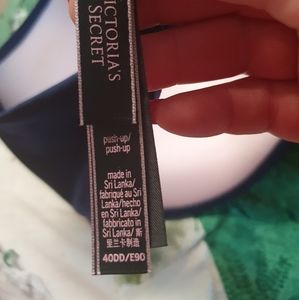 VICTORIA'S
SECRET
push-up/
push-up
made in
Sri Lanka/
fabriqué au Sri
Lanka/hecho
en Sri Lanka/
fabbricato in
Sri Lanka/ 斯
里兰卡制造
40DD/E90